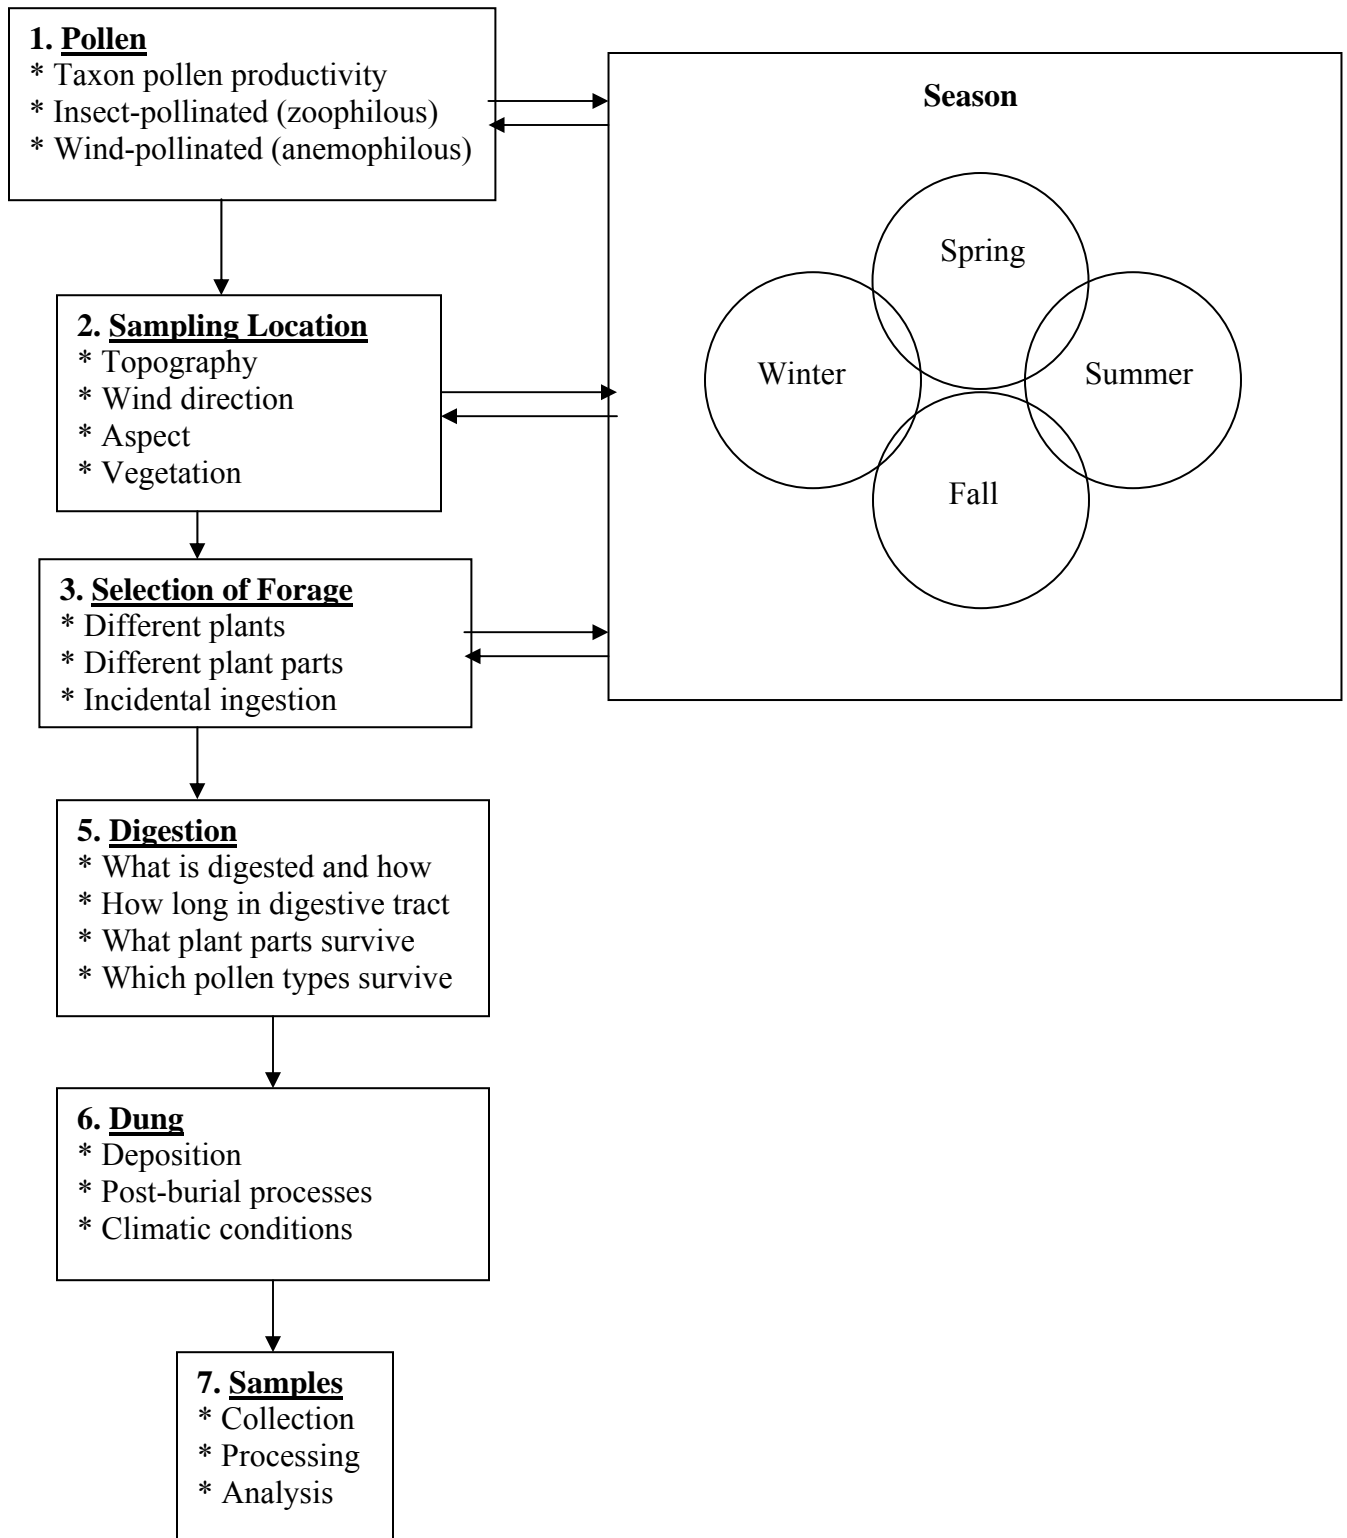 1. Pollen
* Taxon pollen productivity
* Insect-pollinated (zoophilous)
* Wind-pollinated (anemophilous)
Season
Spring
Winter
Summer
Fall
2. Sampling Location
* Topography
* Wind direction
* Aspect
* Vegetation
3. Selection of Forage
* Different plants
* Different plant parts
* Incidental ingestion
5. Digestion
* What is digested and how
* How long in digestive tract
* What plant parts survive
* Which pollen types survive
6. Dung
* Deposition
* Post-burial processes
* Climatic conditions
7. Samples
* Collection
* Processing
* Analysis